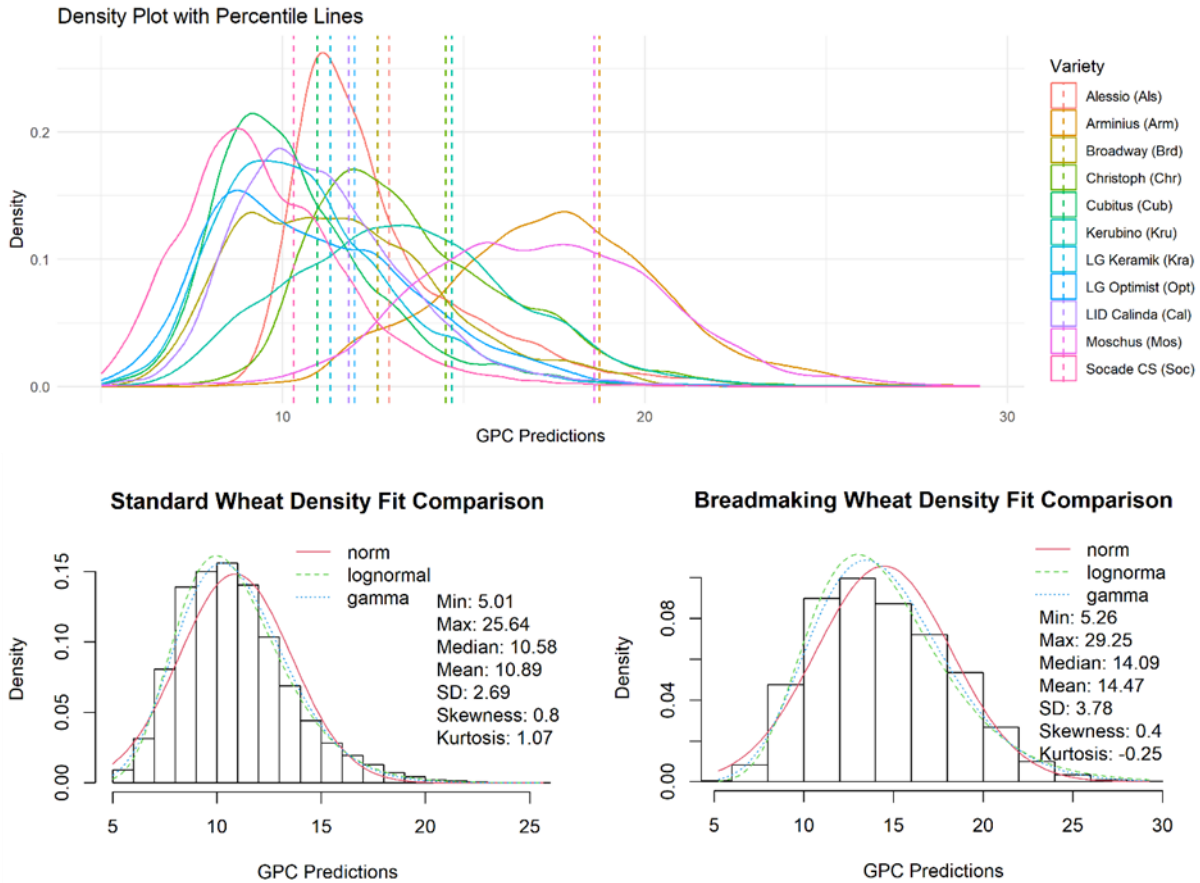 Density Plot with Percentile Lines
Density
0.2
0.1
0.0
10
20
30
GPC Predictions
Variety
Alessio (Als)
Arminius (Arm)
Broadway (Brd)
Christoph (Chr)
Cubitus (Cub)
Kerubino (Kru)
LG Keramik (Kra)
LG Optimist (Opt)
LID Calinda (Cal)
Moschus (Mos)
Socade CS (Soc)
Standard Wheat Density Fit Comparison
norm
lognormal
gamma
Min: 5.01
Max: 25.64
Median: 10.58
Mean: 10.89
SD: 2.69
Skewness: 0.8
Kurtosis: 1.07
Density
0.15
0.10
0.05
0.00
5
10
15
20
25
GPC Predictions
Breadmaking Wheat Density Fit Comparison
norm
lognorma
gamma
Min: 5.26
Max: 29.25
Median: 14.09
Mean: 14.47
SD: 3.78
Skewness: 0.4
Kurtosis: -0.25
Density
0.08
0.04
0.00
5
10
15
20
25
30
GPC Predictions